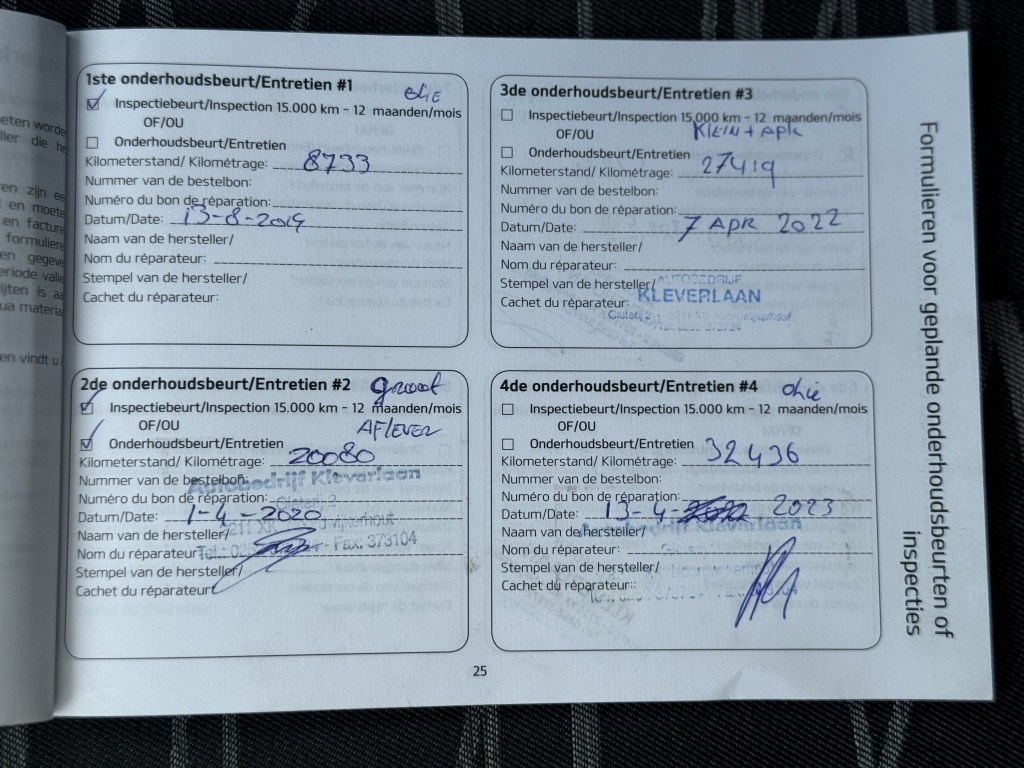 1ste onderhoudsbeurt/Entretien #1
olie
Inspectiebeurt/Inspection 15.000 km - 12 maanden/mois
OF/OU
Onderhoudsbeurt/Entretien
Kilometerstand/ Kilométrage: 8733
Nummer van de bestelbon:
Numéro du bon de réparation:
Datum/Date: 13-8-2019
Naam van de hersteller/
Nom du réparateur:
Stempel van de hersteller/
Cachet du réparateur:
2de onderhoudsbeurt/Entretien #2 groot
Inspectiebeurt/Inspection 15.000 km - 12 maanden/mois
OF/OU AFLEVER
Onderhoudsbeurt/Entretien
Kilometerstand/ Kilométrage: 20080
Nummer van de bestelbon:
Autobedrijf Kleverlaan
Numéro du bon de réparation:
Datum/Date: 1-4-2020
Naam van de hersteller/
Nom du réparateur:
Fax. 373104
Stempel van de hersteller/
Cachet du réparateur:
3de onderhoudsbeurt/Entretien #3
Inspectiebeurt/Inspection 15.000 km - 12 maanden/mois
OF/OU KLEIN + APK
Onderhoudsbeurt/Entretien
Kilometerstand/ Kilométrage: 27419
Nummer van de bestelbon:
Numéro du bon de réparation:
Datum/Date: 7 APR 2022
Naam van de hersteller/
Nom du réparateur:
Stempel van de hersteller/ AUTOBEDRIJF
Cachet du réparateur: KLEVERLAAN
4de onderhoudsbeurt/Entretien #4 olie
Inspectiebeurt/Inspection 15.000 km - 12 maanden/mois
OF/OU
Onderhoudsbeurt/Entretien
Kilometerstand/ Kilométrage: 32436
Nummer van de bestelbon:
Numéro du bon de réparation:
Datum/Date: 13-4- 2023
Autobedrijf Kleverlaan
Naam van de hersteller/
Nom du réparateur:
Stempel van de hersteller/
Cachet du réparateur::
25
Formulieren voor geplande onderhoudsbeurten of
inspecties